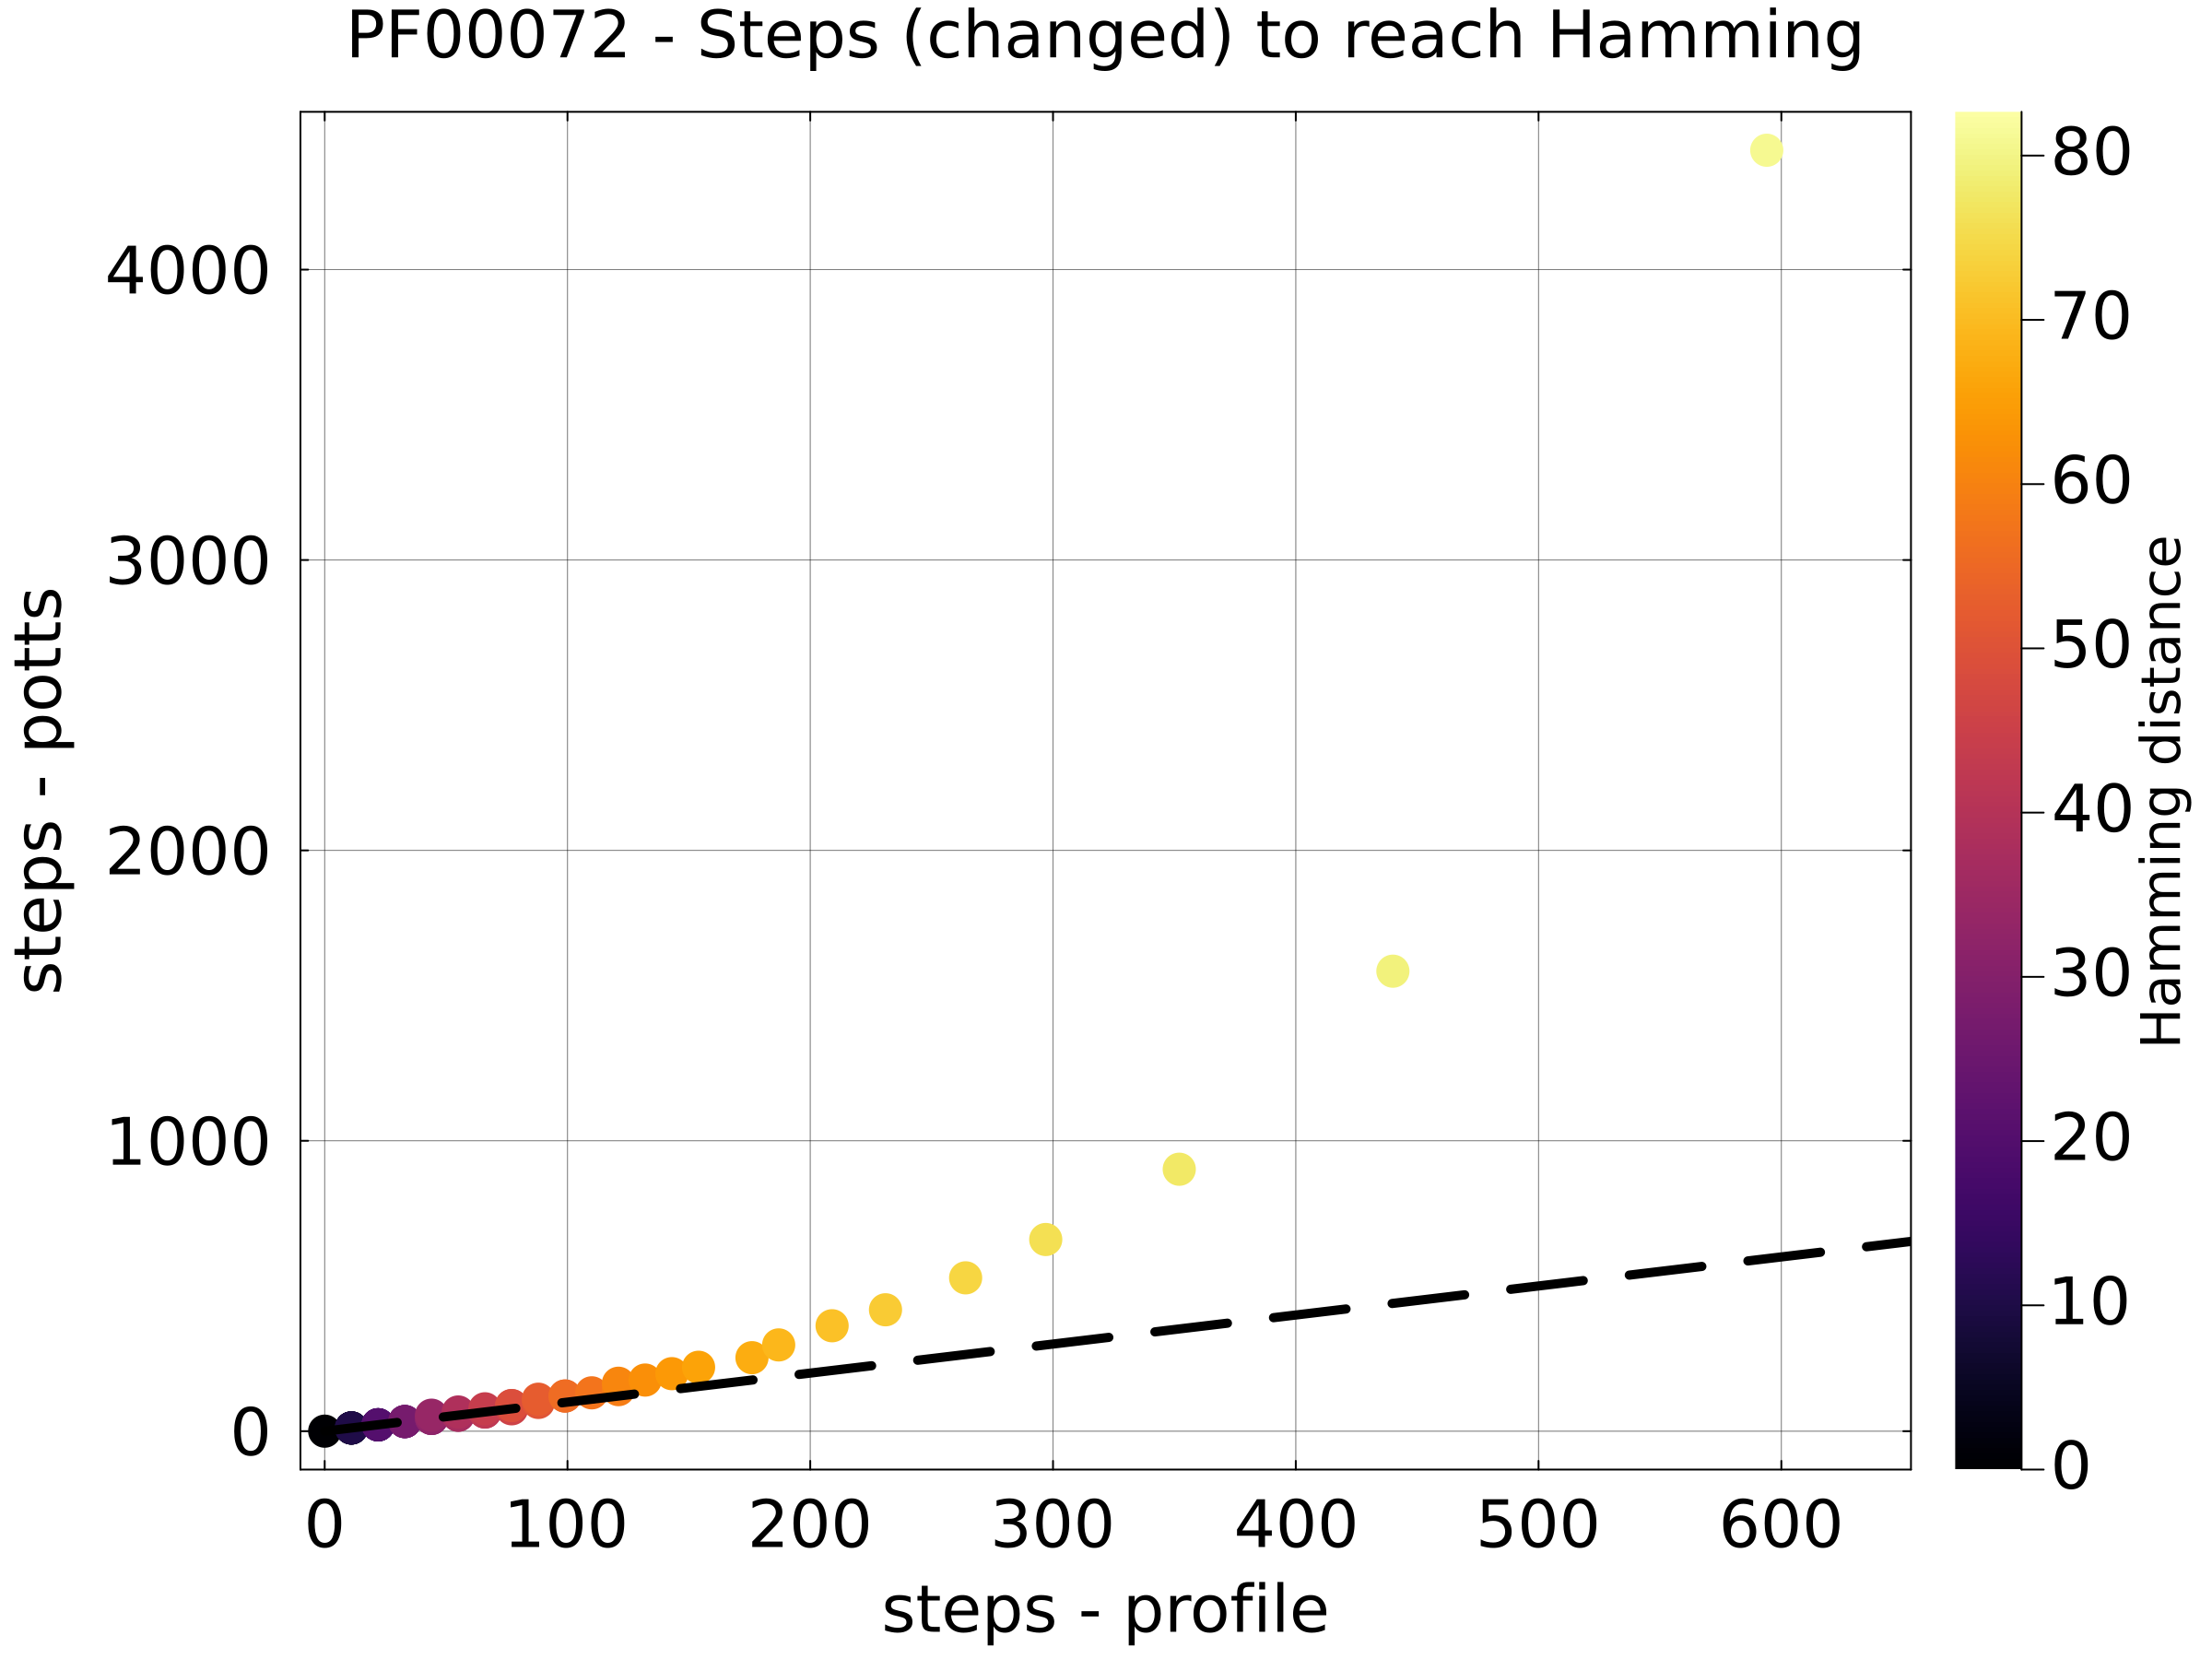 PF00072 - Steps (changed) to reach Hamming
steps - potts
4000
3000
2000
1000
0
0 100 200 300 400 500 600
steps - profile
80
70
60
50
40
30
20
10
0
Hamming distance